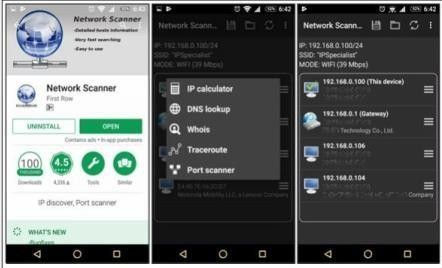 6:43
Network Scanner
-Detailed hosts information
-Very fast searching
-Easy to use
Network Scanner
First Row
UNINSTALL
OPEN
Contains ads • In-app purchases
100
THOUSAND
4.5
Downloads
Tools
Similar
IP discover, Port scanner
WHAT'S NEW
-Bugfixes
6:42
Network Scann...
IP: 192.168.0.100/24
SSID: "IPSpecialist"
MODE: WIFI (39 Mbps)
IP calculator
DNS lookup
Whois
Traceroute
Port scanner
Motorola Mobility LLC, a Lenovo Company
6:42
Network Scann...
IP: 192.168.0.100/24
SSID: "IPSpecialist"
MODE: WIFI (39 Mbps)
192.168.0.100 (This device)
192.168.0.1 (Gateway)
Technology Co., Ltd.
192.168.0.106
192.168.0.104
Company